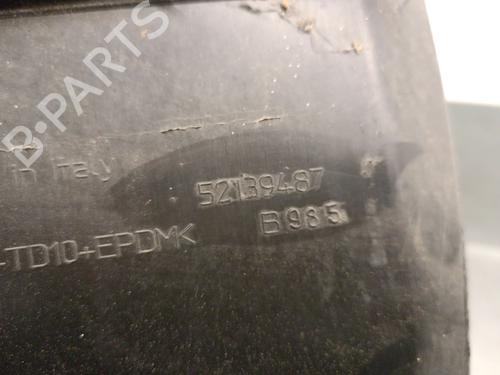 B-PARTS
in Italy
52139487
B985
+TD10+EPDMK